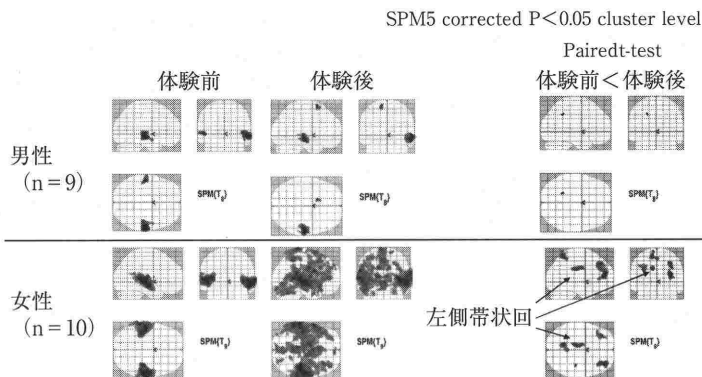 SPM5 corrected P＜0.05 cluster level
Pairedt-test
体験前 体験後 体験前＜体験後
男性
（n＝9）
SPM{T8} SPM{T8} SPM{T8}
女性
（n＝10）
左側帯状回
SPM{T9} SPM{T9} SPM{T9}